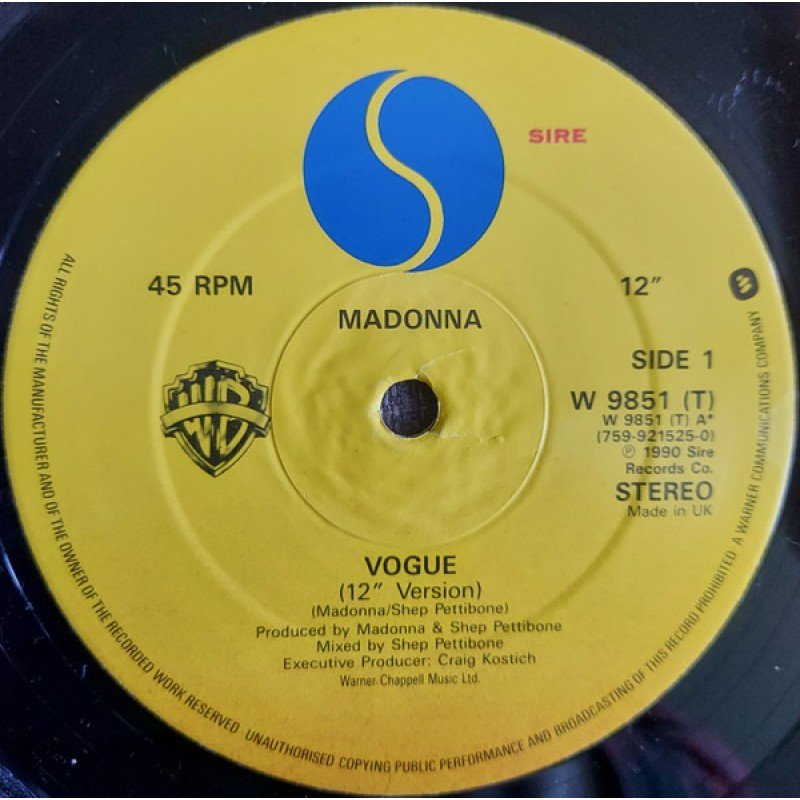 SIRE
45 RPM
12"
MADONNA
SIDE 1
W 9851 (T)
W 9851 (T) A*
(759-921525-0)
℗ 1990 Sire
Records Co.
STEREO
Made in UK
WB
VOGUE
(12" Version)
(Madonna/Shep Pettibone)
Produced by Madonna & Shep Pettibone
Mixed by Shep Pettibone
Executive Producer: Craig Kostich
Warner Chappell Music Ltd.
ALL RIGHTS OF THE MANUFACTURER AND OF THE OWNER OF THE RECORDED WORK RESERVED UNAUTHORISED COPYING PUBLIC PERFORMANCE AND BROADCASTING OF THIS RECORD PROHIBITED A WARNER COMMUNICATIONS COMPANY